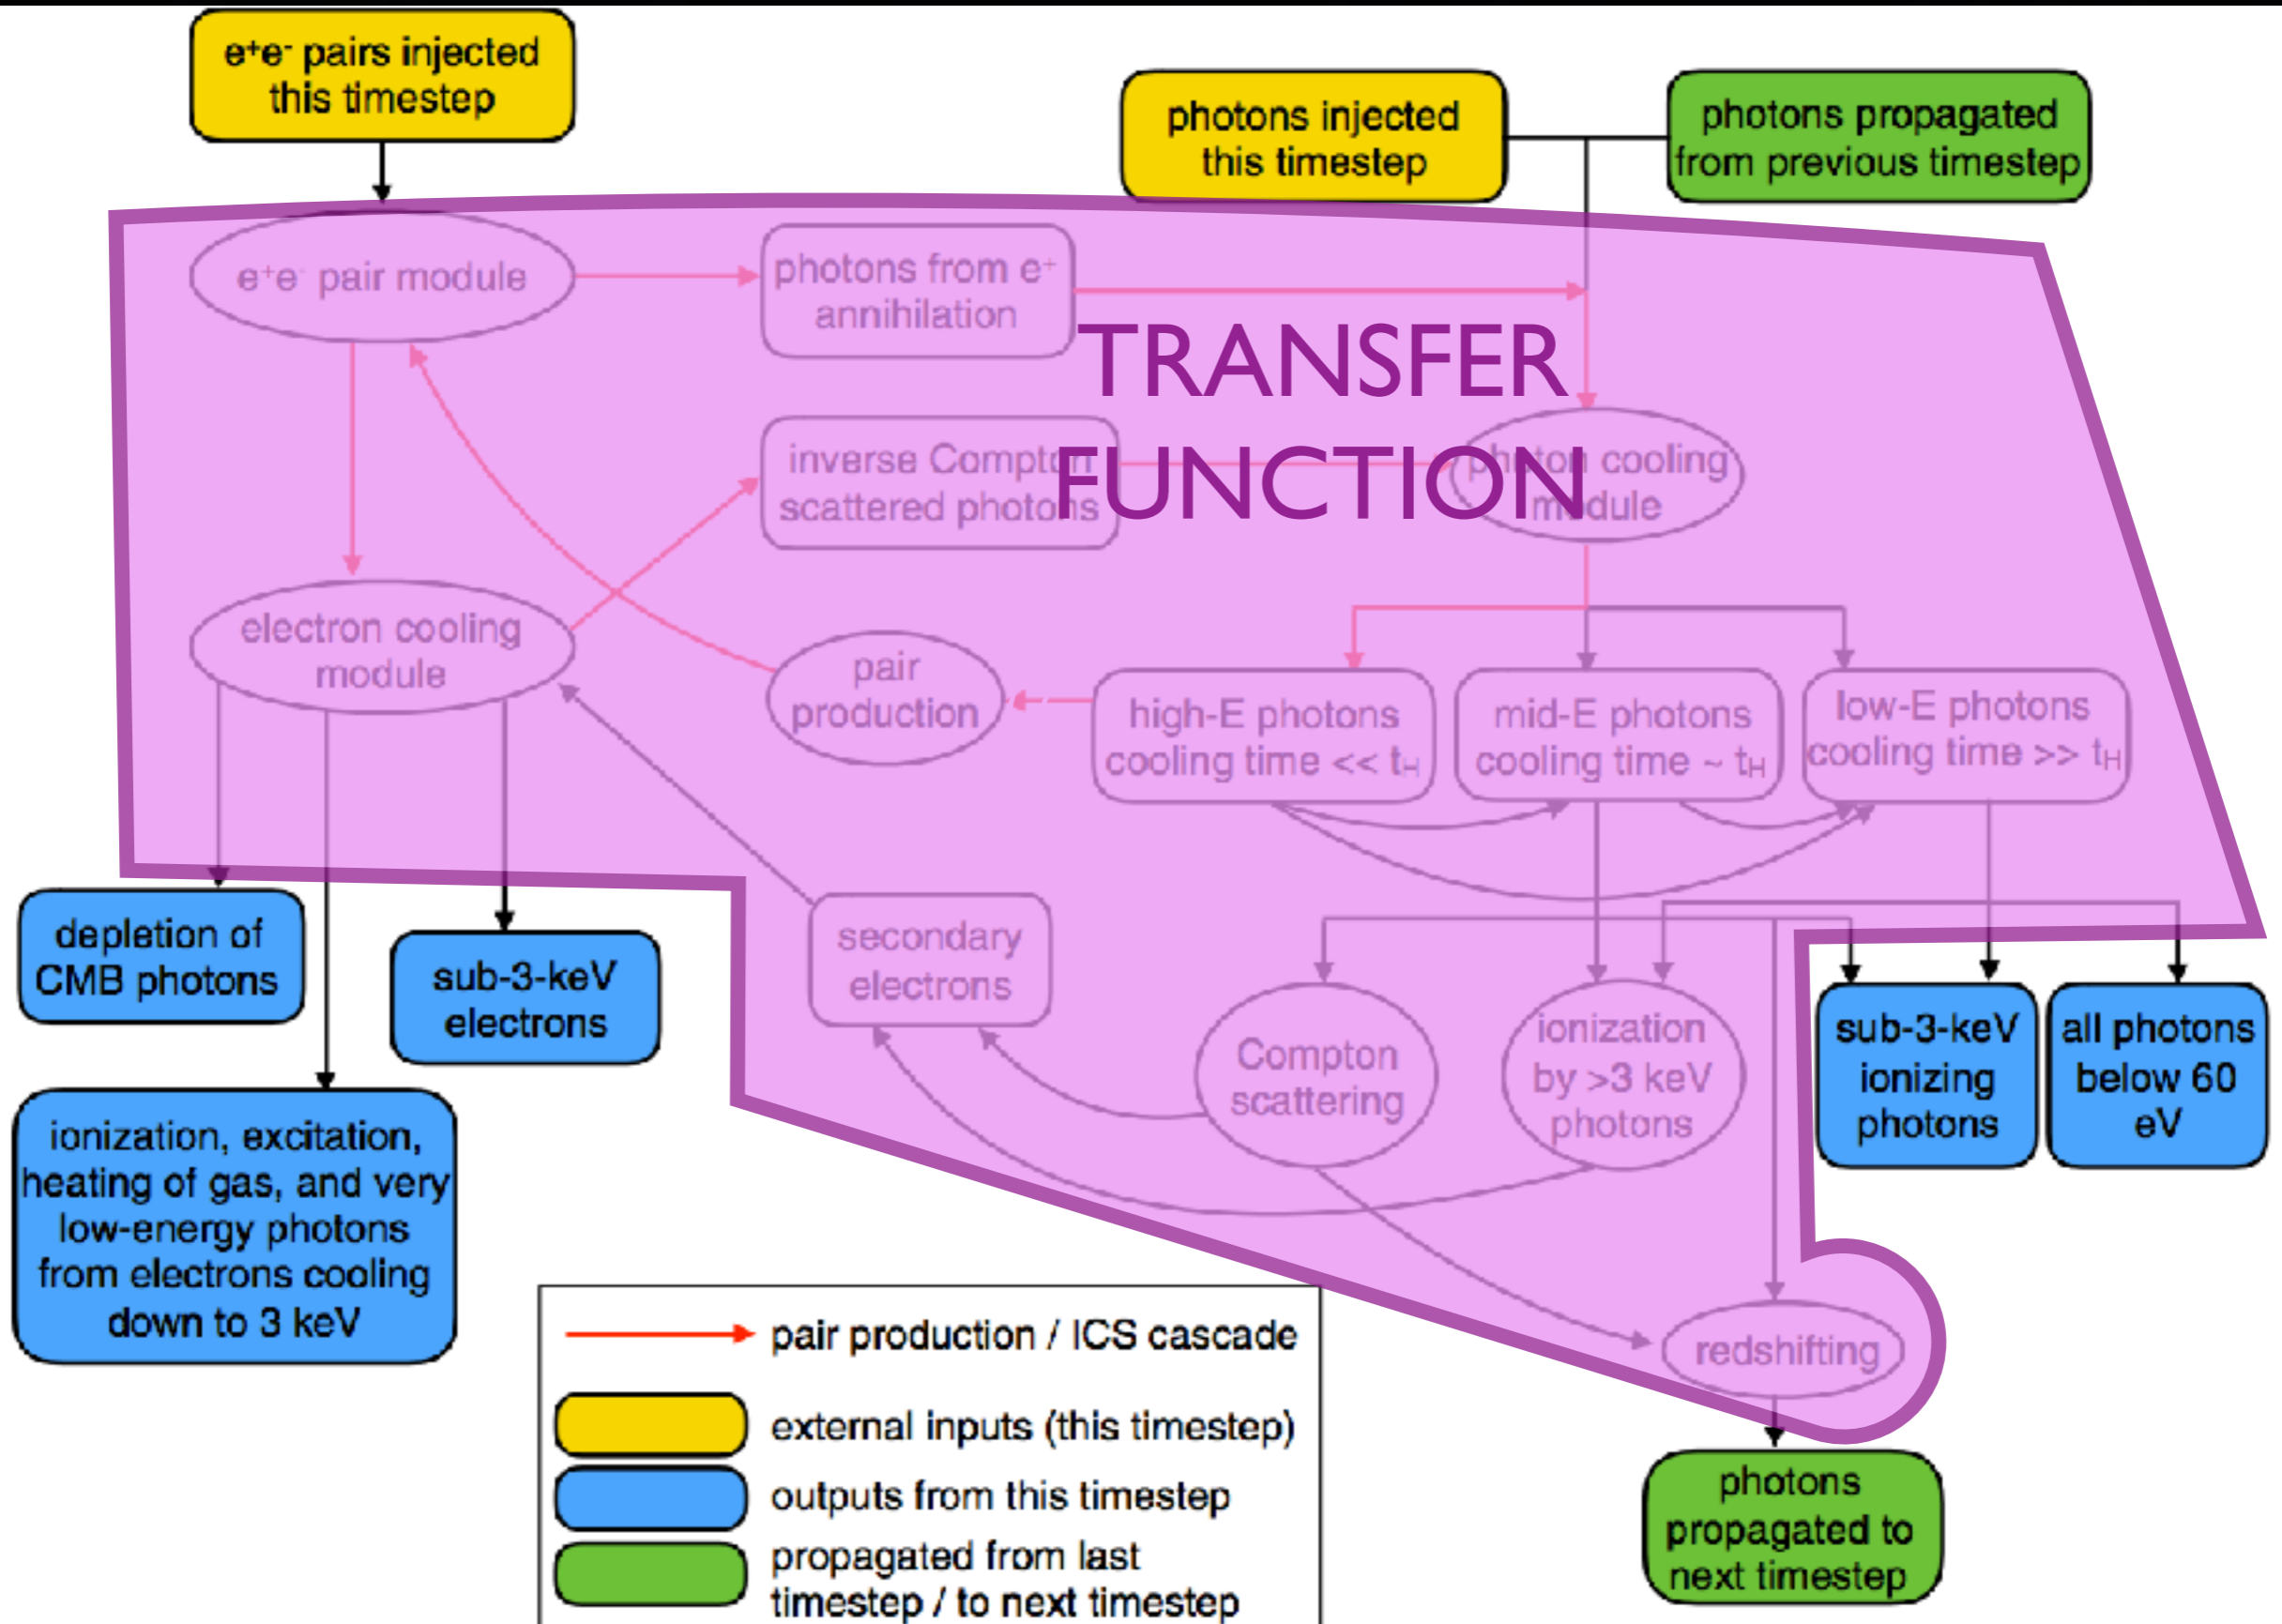 e⁺e⁻ pairs injected
this timestep
photons injected
this timestep
photons propagated
from previous timestep
e⁺e⁻ pair module
photons from e⁺
annihilation
TRANSFER
FUNCTION
inverse Compton
scattered photons
photon cooling
module
electron cooling
module
pair
production
high-E photons
cooling time << t_H
mid-E photons
cooling time ~ t_H
low-E photons
cooling time >> t_H
depletion of
CMB photons
sub-3-keV
electrons
secondary
electrons
Compton
scattering
ionization
by >3 keV
photons
sub-3-keV
ionizing
photons
all photons
below 60
eV
ionization, excitation,
heating of gas, and very
low-energy photons
from electrons cooling
down to 3 keV
redshifting
pair production / ICS cascade
external inputs (this timestep)
outputs from this timestep
propagated from last
timestep / to next timestep
photons
propagated to
next timestep